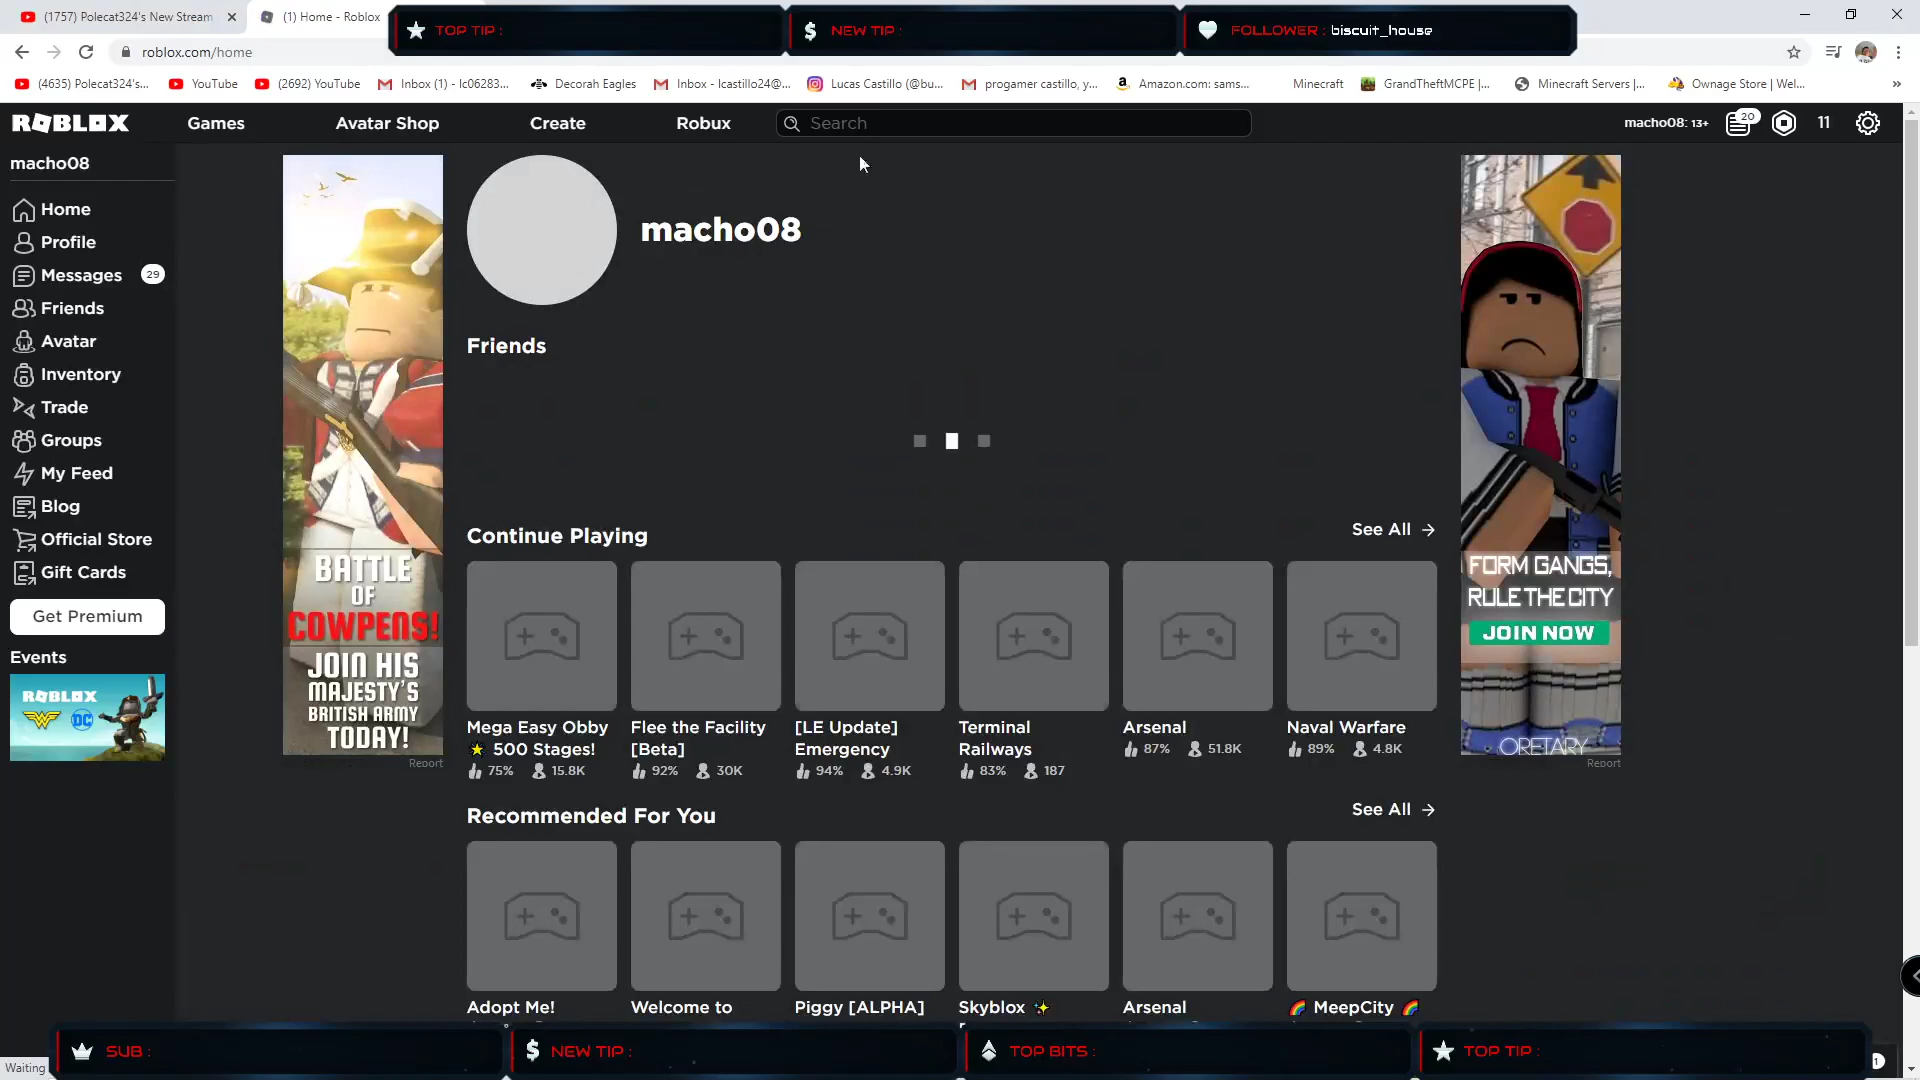 (1757) Polecat324's New Stream
(1) Home - Roblox
TOP TIP :
NEW TIP :
FOLLOWER : biscuit_house
roblox.com/home
(4635) Polecat324's...
YouTube
(2692) YouTube
Inbox (1) - lc06283...
Decorah Eagles
Inbox - lcastillo24@...
Lucas Castillo (@bu...
progamer castillo, y...
Amazon.com: sams...
Minecraft
GrandTheftMCPE |...
Minecraft Servers |...
Ownage Store | Wel...
ROBLOX
Games
Avatar Shop
Create
Robux
Search
macho08: 13+
20
11
macho08
Home
Profile
Messages 29
Friends
Avatar
Inventory
Trade
Groups
My Feed
Blog
Official Store
Gift Cards
Get Premium
Events
ROBLOX
DC
BATTLE
OF
COWPENS!
JOIN HIS
MAJESTY'S
BRITISH ARMY
TODAY!
Report
macho08
Friends
Continue Playing
See All →
Mega Easy Obby
⭐ 500 Stages!
75% 15.8K
Flee the Facility
[Beta]
92% 30K
[LE Update]
Emergency
94% 4.9K
Terminal
Railways
83% 187
Arsenal
87% 51.8K
Naval Warfare
89% 4.8K
Recommended For You
See All →
Adopt Me!
Welcome to
Piggy [ALPHA]
Skyblox ✨
Arsenal
🌈 MeepCity 🌈
FORM GANGS,
RULE THE CITY
JOIN NOW
ORETARY
Report
Waiting
SUB :
NEW TIP :
TOP BITS :
TOP TIP :